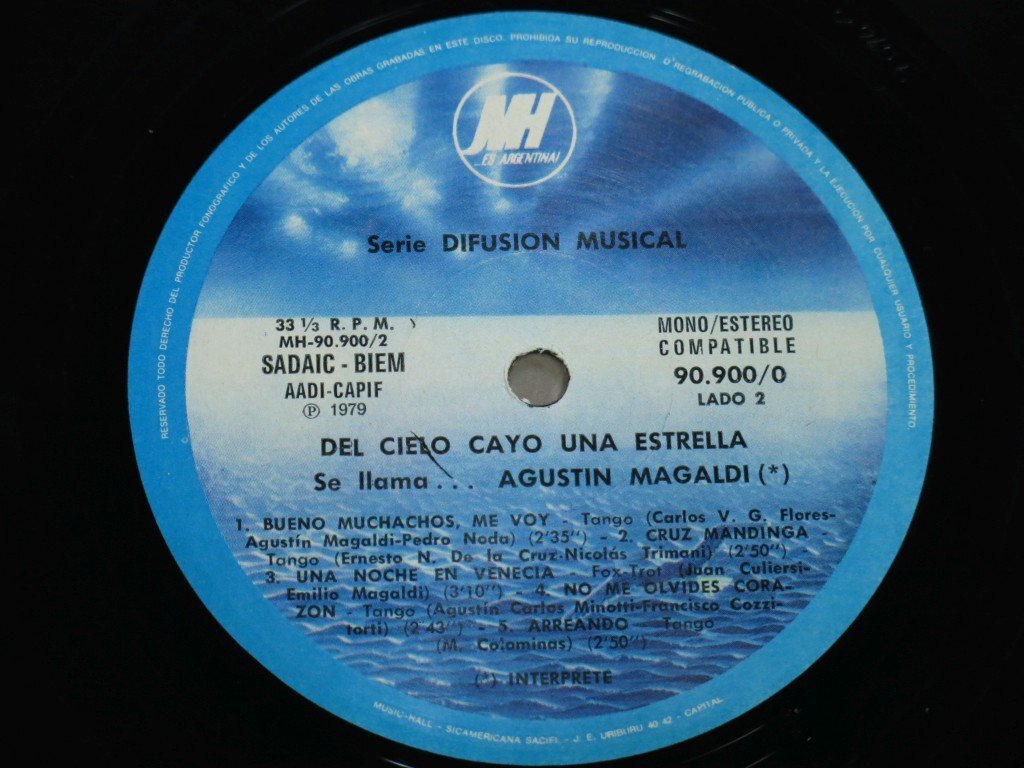 RESERVADO TODO DERECHO DEL PRODUCTOR FONOGRAFICO Y DE LOS AUTORES DE LAS OBRAS GRABADAS EN ESTE DISCO. PROHIBIDA SU REPRODUCCION O' REGRABACION PUBLICA O PRIVADA Y LA EJECUCION POR CUALQUIER USUARIO Y PROCEDIMIENTO.
MH
...ES ARGENTINA!
Serie DIFUSION MUSICAL
33 1/3 R. P. M.
MH-90.900/2
SADAIC - BIEM
AADI-CAPIF
Ⓟ 1979
MONO/ESTEREO
COMPATIBLE
90.900/0
LADO 2
DEL CIELO CAYO UNA ESTRELLA
Se llama... AGUSTIN MAGALDI (*)
1. BUENO MUCHACHOS, ME VOY - Tango (Carlos V. G. Flores-
Agustín Magaldi-Pedro Noda) (2'35") - 2. CRUZ MANDINGA -
Tango (Ernesto N. De la Cruz-Nicolás Trimani) (2'50") -
3. UNA NOCHE EN VENECIA - Fox-Trot (Juan Culiersi-
Emilio Magaldi) (3'10") - 4. NO ME OLVIDES CORA-
ZON - Tango (Agustín Carlos Minotti-Francisco Cozzi-
torti) (2'43") - 5. ARREANDO - Tango
(M. Colominas) (2'50")
(*) INTERPRETE
MUSIC-HALL - SICAMERICANA SACIFI. - J. E. URIBURU 40 42 - CAPITAL